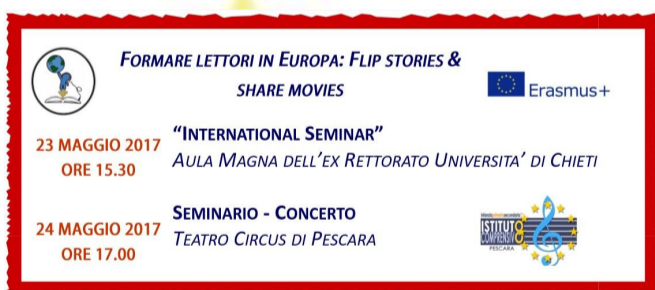 FORMARE LETTORI IN EUROPA: FLIP STORIES &
SHARE MOVIES
Erasmus+
23 MAGGIO 2017
ORE 15.30
“INTERNATIONAL SEMINAR”
AULA MAGNA DELL’EX RETTORATO UNIVERSITA’ DI CHIETI
24 MAGGIO 2017
ORE 17.00
SEMINARIO - CONCERTO
TEATRO CIRCUS DI PESCARA
ISTITUTO
COMPRENSIVO
PESCARA